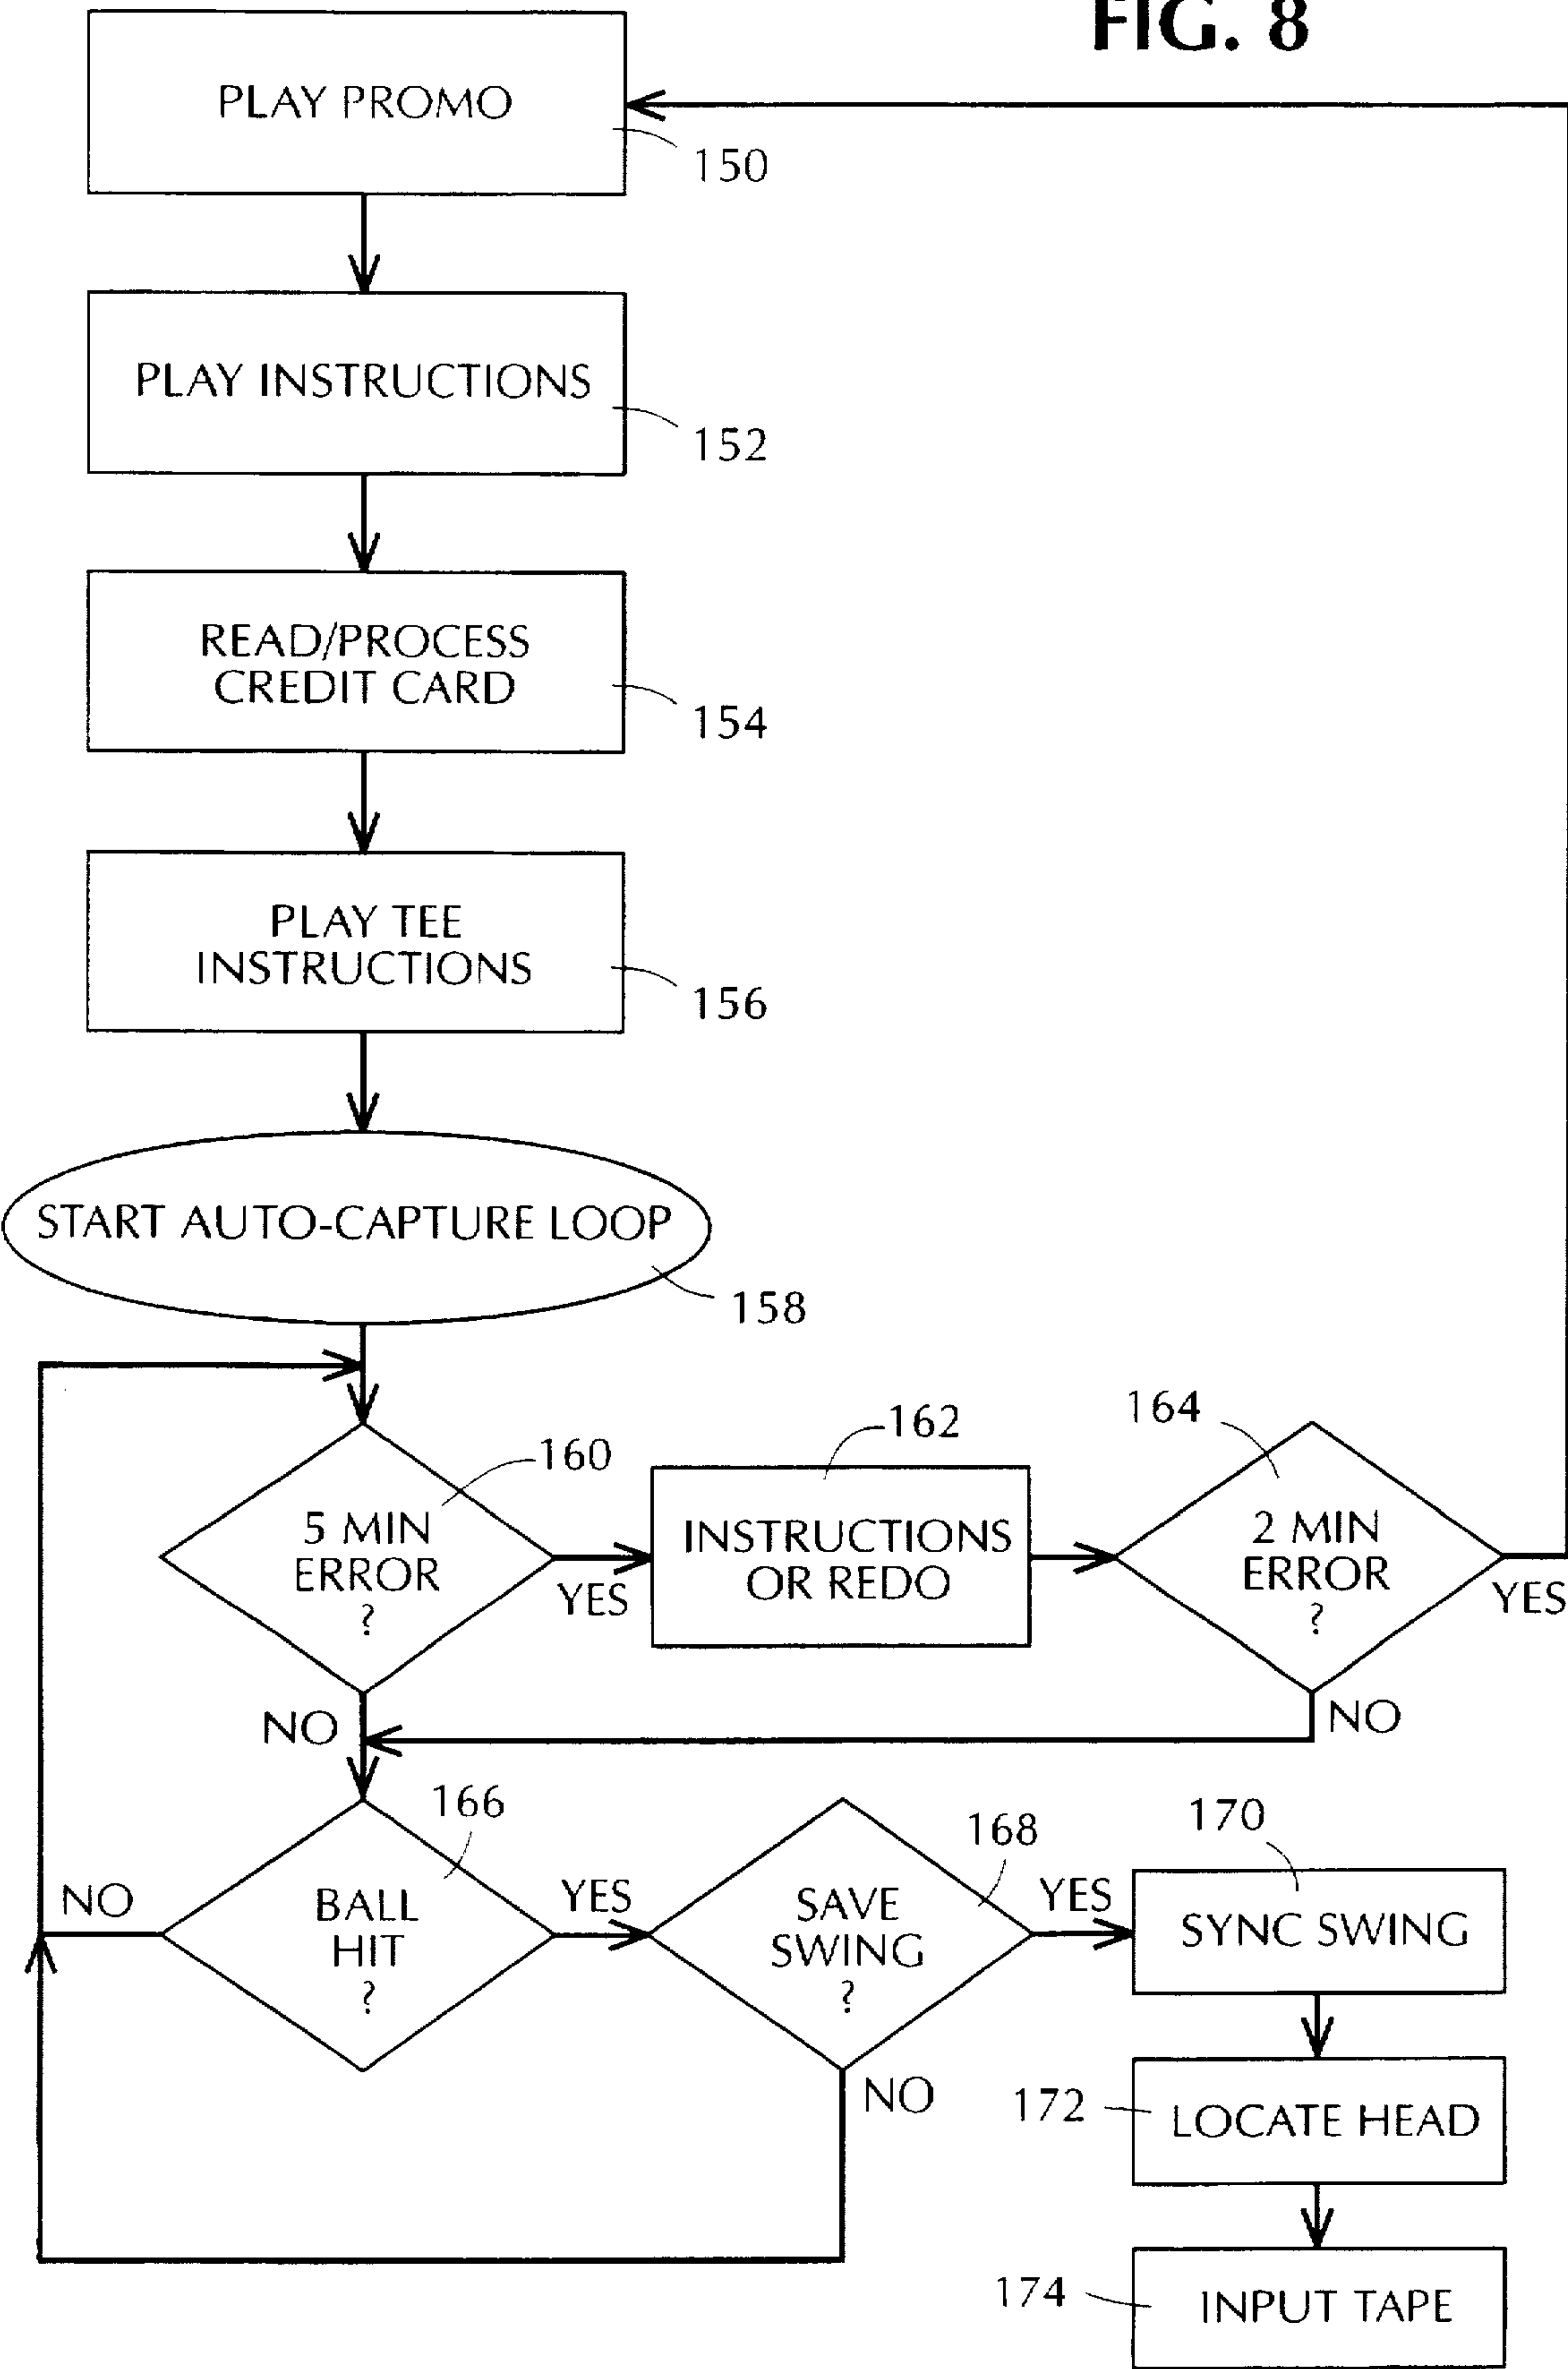 FIG. 8
PLAY PROMO
150
PLAY INSTRUCTIONS
152
READ/PROCESS
CREDIT CARD
154
PLAY TEE
INSTRUCTIONS
156
START AUTO-CAPTURE LOOP
158
160
5 MIN
ERROR
?
YES
NO
162
INSTRUCTIONS
OR REDO
164
2 MIN
ERROR
?
YES
NO
166
BALL
HIT
?
NO
YES
168
SAVE
SWING
?
YES
NO
170
SYNC SWING
172
LOCATE HEAD
174
INPUT TAPE